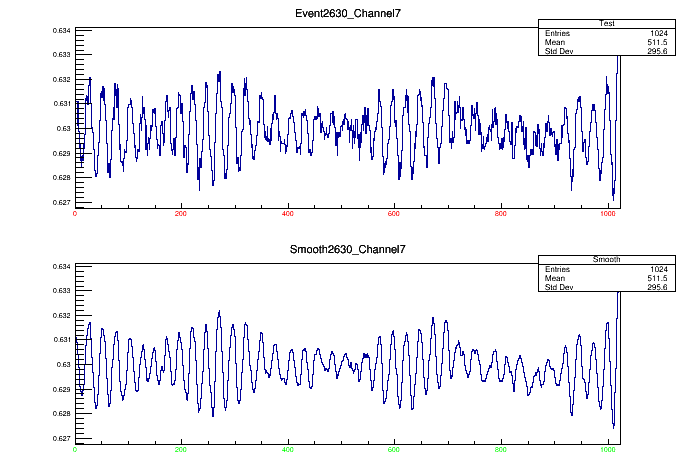 Event2630_Channel7
Test
Entries 1024
Mean 511.5
Std Dev 295.6
0.634
0.633
0.632
0.631
0.63
0.629
0.628
0.627
0 200 400 600 800 1000
Smooth2630_Channel7
Smooth
Entries 1024
Mean 511.5
Std Dev 295.6
0.634
0.633
0.632
0.631
0.63
0.629
0.628
0.627
0 200 400 600 800 1000